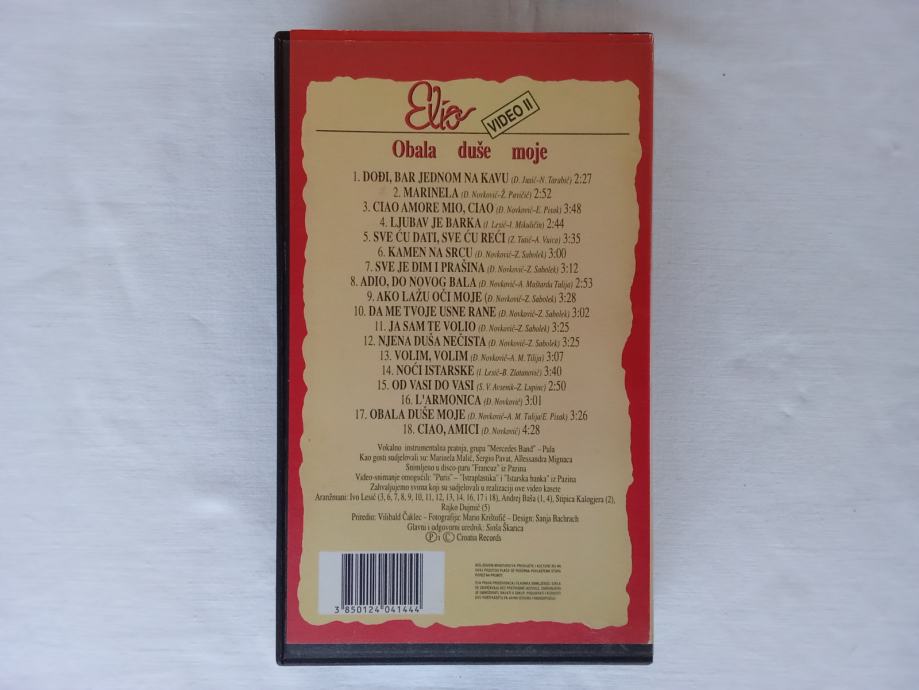 Elio
VIDEO II
Obala duše moje
1. DOĐI, BAR JEDNOM NA KAVU (D. Jusić–N. Tarabić) 2:27
2. MARINELA (Đ. Novković–Ž. Pavičić) 2:52
3. CIAO AMORE MIO, CIAO (Đ. Novković–E. Pisak) 3:48
4. LJUBAV JE BARKA (I. Lesić–I. Mikuličin) 2:44
5. SVE ĆU DATI, SVE ĆU REĆI (Z. Tutić–A. Vuica) 3:35
6. KAMEN NA SRCU (Đ. Novković–Z. Sabolek) 3:00
7. SVE JE DIM I PRAŠINA (Đ. Novković–Z. Sabolek) 3:12
8. ADIO, DO NOVOG BALA (Đ. Novković–A. Muštarda Tulija) 2:53
9. AKO LAŽU OČI MOJE (Đ. Novković–Z. Sabolek) 3:28
10. DA ME TVOJE USNE RANE (Đ. Novković–Z. Sabolek) 3:02
11. JA SAM TE VOLIO (Đ. Novković–Z. Sabolek) 3:25
12. NJENA DUŠA NEČISTA (Đ. Novković–Z. Sabolek) 3:25
13. VOLIM, VOLIM (Đ. Novković–A. M. Tilija) 3:07
14. NOĆI ISTARSKE (I. Lesić–B. Zlatanović) 3:40
15. OD VASI DO VASI (S. V. Avsenik–Z. Lupinc) 2:50
16. L'ARMONICA (Đ. Novković) 3:01
17. OBALA DUŠE MOJE (Đ. Novković–A. M. Tulija/E. Pisak) 3:26
18. CIAO, AMICI (Đ. Novković) 4:28
Vokalno instrumentalna pratnja, grupa "Mercedes Band" – Pula
Kao gosti sudjelovali su: Marinela Malić, Sergio Pavat, Allessandra Mignaca
Snimljeno u disco-paru "Francuz" iz Pazina
Video-snimanje omogućili: "Puris" – "Istraplastika" i "Istarska banka" iz Pazina
Zahvaljujemo svima koji su sudjelovali u realizaciji ove video kasete
Aranžmani: Ivo Lesić (3, 6, 7, 8, 9, 10, 11, 12, 13, 14, 16, 17 i 18), Andrej Baša (1, 4), Stipica Kalogjera (2),
Rajko Dujmić (5)
Priredio: Vilibald Čaklec – Fotografija: Mario Krištofić – Design: Sanja Bachrach
Glavni i odgovorni urednik: Siniša Škarica
Ⓟ i © Croatia Records
3 850124 041444